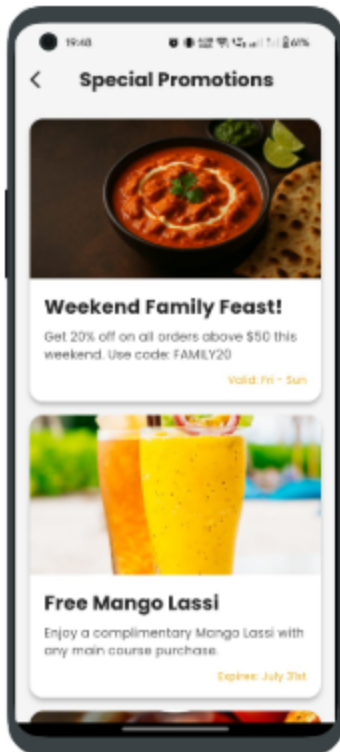 19:48
61%
Special Promotions
Weekend Family Feast!
Get 20% off on all orders above $50 this
weekend. Use code: FAMILY20
Valid: Fri - Sun
Free Mango Lassi
Enjoy a complimentary Mango Lassi with
any main course purchase.
Expires: July 31st